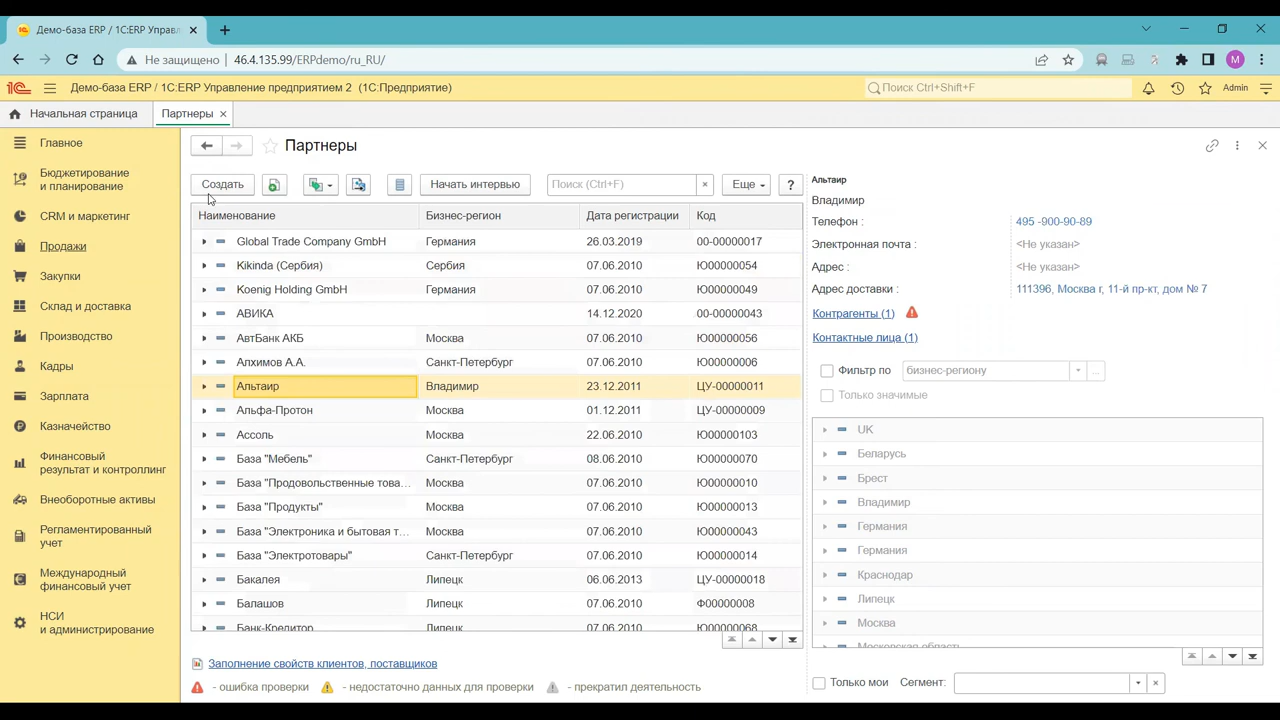 Демо-база ERP / 1С:ERP Управл
Не защищено 46.4.135.99/ERPdemo/ru_RU/
M
1С Демо-база ERP / 1С:ERP Управление предприятием 2 (1С:Предприятие)
Поиск Ctrl+Shift+F
Admin
Начальная страница
Партнеры
Главное
Бюджетирование
и планирование
CRM и маркетинг
Продажи
Закупки
Склад и доставка
Производство
Кадры
Зарплата
Казначейство
Финансовый
результат и контроллинг
Внеоборотные активы
Регламентированный
учет
Международный
финансовый учет
НСИ
и администрирование
Партнеры
Создать Начать интервью Поиск (Ctrl+F) × Еще ?
Наименование Бизнес-регион Дата регистрации Код
Global Trade Company GmbH Германия 26.03.2019 00-00000017
Kikinda (Сербия) Сербия 07.06.2010 Ю00000054
Koenig Holding GmbH Германия 07.06.2010 Ю00000049
АВИКА 14.12.2020 00-00000043
АвтБанк АКБ Москва 07.06.2010 Ю00000056
Алхимов А.А. Санкт-Петербург 07.06.2010 Ю00000006
Альтаир Владимир 23.12.2011 ЦУ-00000011
Альфа-Протон Москва 01.12.2011 ЦУ-00000009
Ассоль Москва 22.06.2010 Ю00000103
База "Мебель" Санкт-Петербург 08.06.2010 Ю00000070
База "Продовольственные това... Москва 07.06.2010 Ю00000010
База "Продукты" Москва 07.06.2010 Ю00000013
База "Электроника и бытовая т... Москва 07.06.2010 Ю00000043
База "Электротовары" Санкт-Петербург 07.06.2010 Ю00000014
Бакалея Липецк 06.06.2013 ЦУ-00000018
Балашов Липецк 07.06.2010 Ф00000008
Банк-Кредитор Липецк 07.06.2010 Ю00000068
Заполнение свойств клиентов, поставщиков
- ошибка проверки - недостаточно данных для проверки - прекратил деятельность
Альтаир
Владимир
Телефон : 495 -900-90-89
Электронная почта : <Не указан>
Адрес : <Не указан>
Адрес доставки : 111396, Москва г, 11-й пр-кт, дом № 7
Контрагенты (1)
Контактные лица (1)
Фильтр по бизнес-региону ...
Только значимые
UK
Беларусь
Брест
Владимир
Германия
Германия
Краснодар
Липецк
Москва
Московская область
Только мои Сегмент: ×